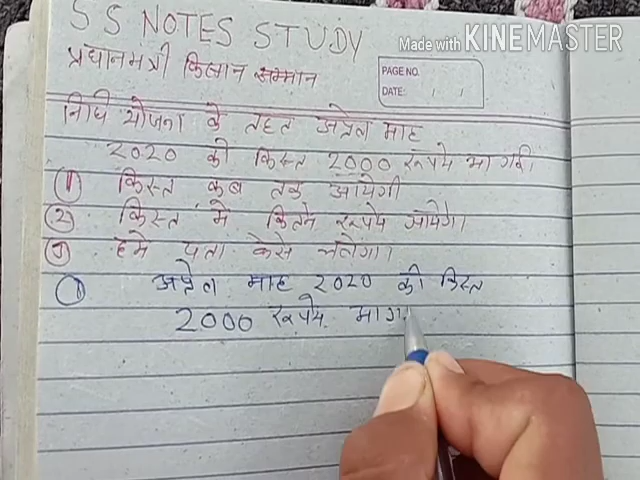 S S NOTES STUDY
Made with KINEMASTER
प्रधानमंत्री किसान सम्मान
PAGE NO.
DATE: / /
निधि योजना के तहत अप्रेल माह
2020 की किस्त 2000 रूपये
① किस्त कब तक आयेगी
② किस्त में कितने रूपये आयेगे।
③ हमे पता केसे चलेगा।
① अप्रेल माह 2020 की किस्त
2000 रूपये